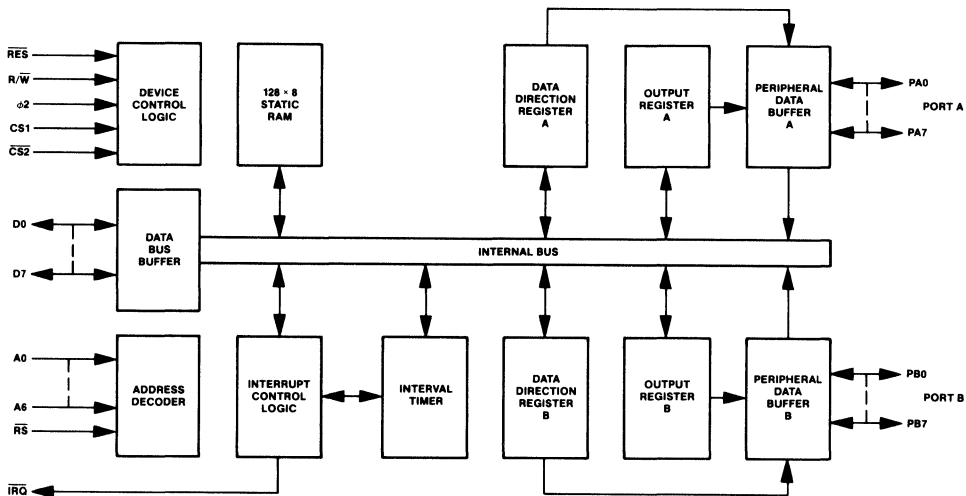 RES
R/W
ϕ2
CS1
CS2
DEVICE
CONTROL
LOGIC
128 × 8
STATIC
RAM
DATA
DIRECTION
REGISTER
A
OUTPUT
REGISTER
A
PERIPHERAL
DATA
BUFFER
A
PA0
PORT A
PA7
D0
D7
DATA
BUS
BUFFER
INTERNAL BUS
A0
A6
RS
ADDRESS
DECODER
INTERRUPT
CONTROL
LOGIC
INTERVAL
TIMER
DATA
DIRECTION
REGISTER
B
OUTPUT
REGISTER
B
PERIPHERAL
DATA
BUFFER
B
PB0
PORT B
PB7
IRQ